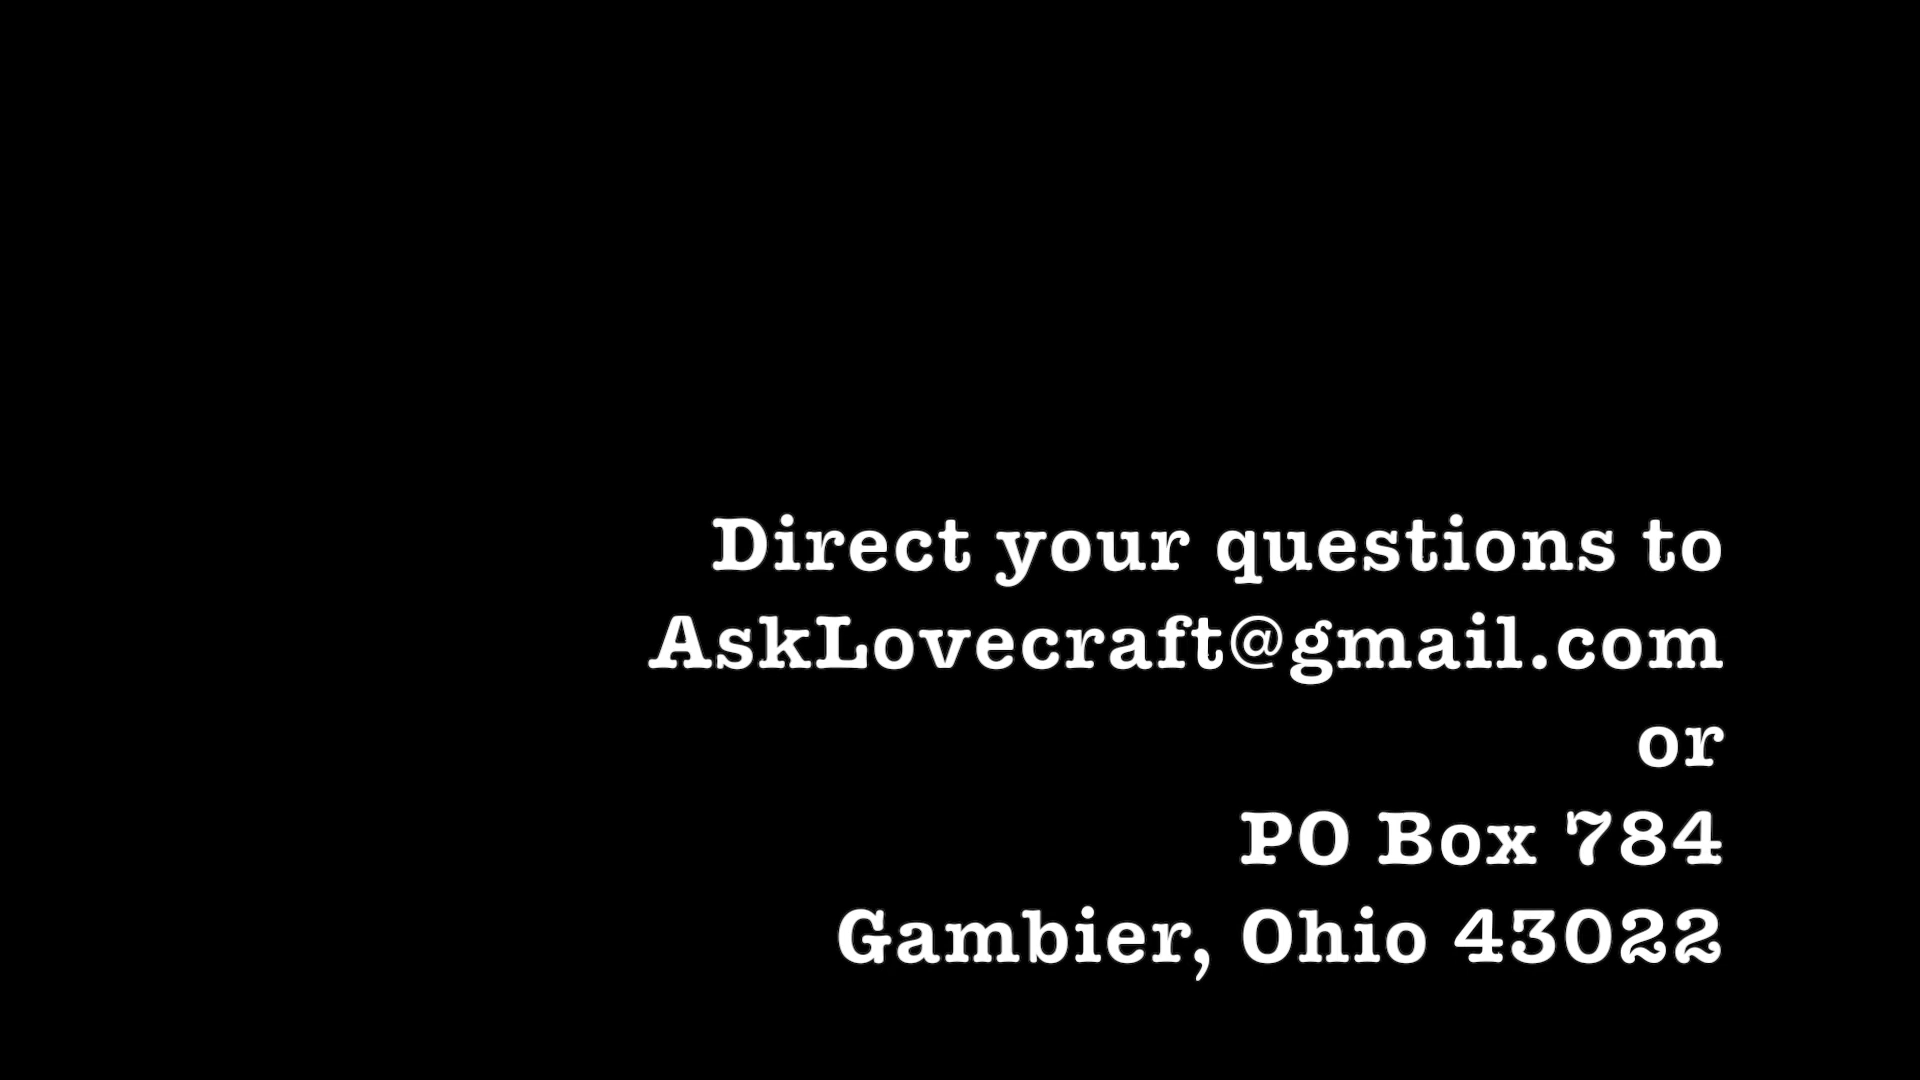 Direct your questions to
AskLovecraft@gmail.com
or
PO Box 784
Gambier, Ohio 43022